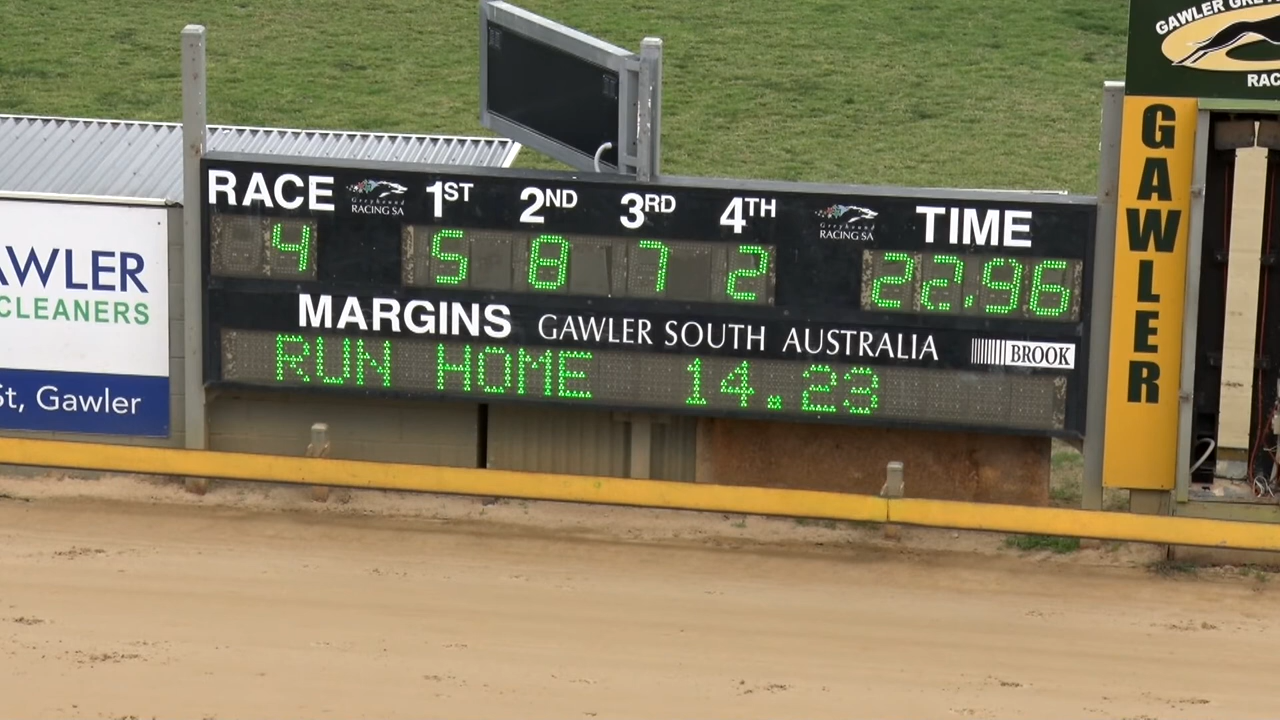 GAWLER GRE
RAC
GAWLER
RACE
Greyhound
RACING SA
1ST 2ND 3RD 4TH
Greyhound
RACING SA
TIME
4 5 8 7 2 22.96
MARGINS GAWLER SOUTH AUSTRALIA BROOK
RUN HOME 14.23
AWLER
CLEANERS
St, Gawler